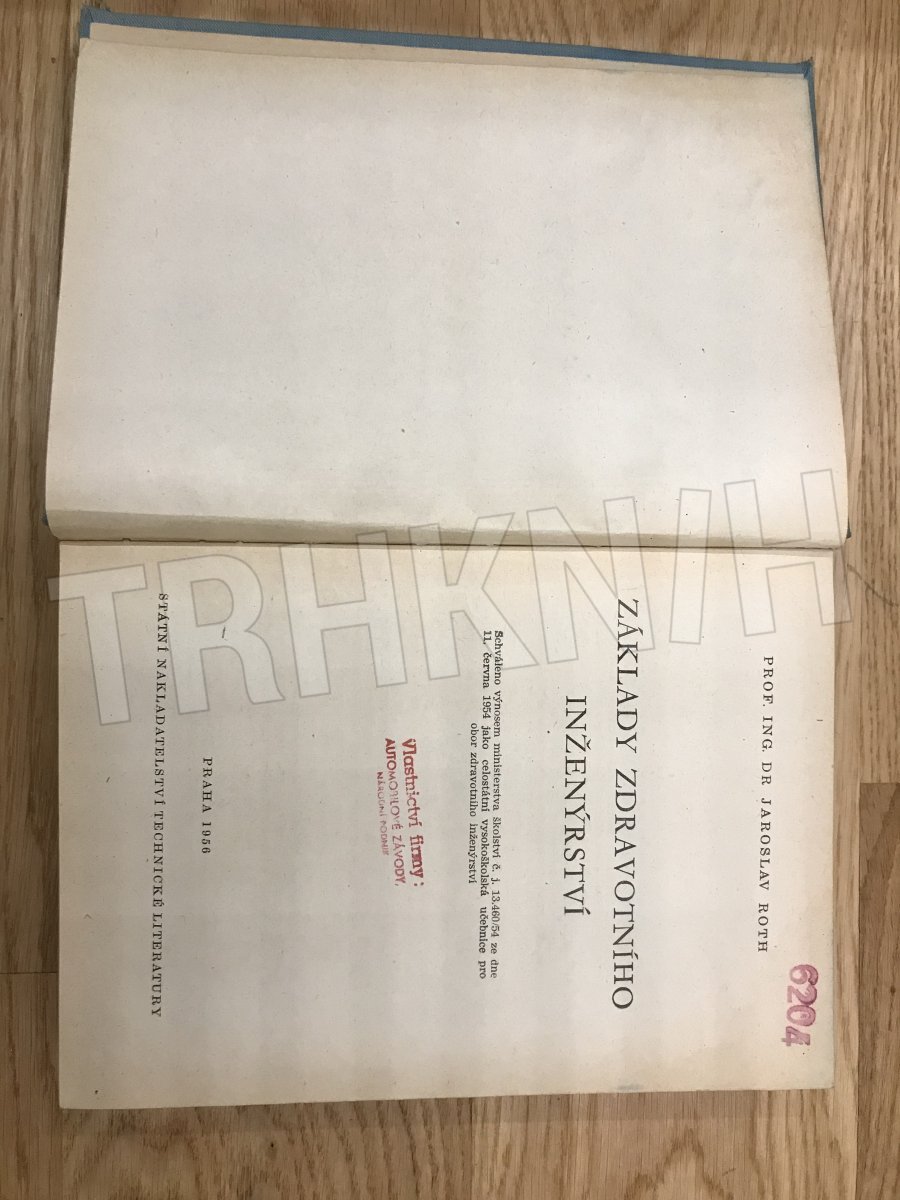 6204
PROF. ING. DR JAROSLAV ROTH
ZÁKLADY ZDRAVOTNÍHO
INŽENÝRSTVÍ
Schváleno výnosem ministerstva školství č. j. 13.460/54 ze dne
11. června 1954 jako celostátní vysokoškolská učebnice pro
obor zdravotního inženýrství
Vlastnictví firmy:
AUTOMOBILOVÉ ZÁVODY,
NÁRODNÍ PODNIK
PRAHA 1956
STÁTNÍ NAKLADATELSTVÍ TECHNICKÉ LITERATURY
TRHKNIH